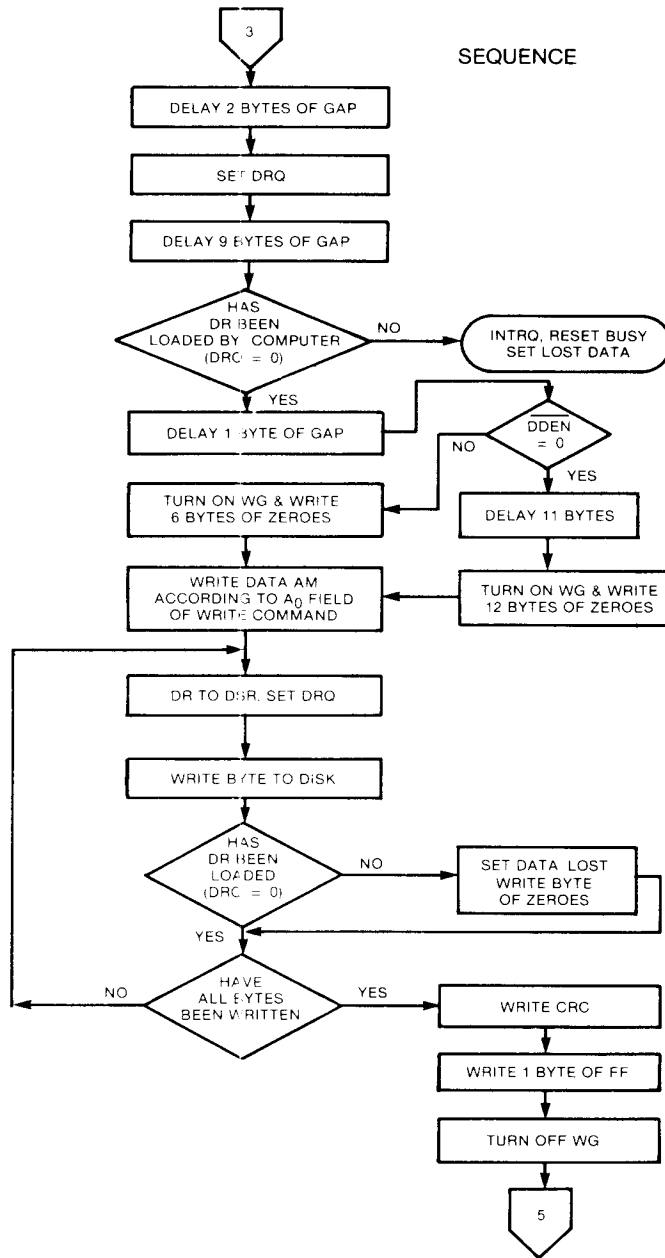 3
SEQUENCE
DELAY 2 BYTES OF GAP
SET DRQ
DELAY 9 BYTES OF GAP
HAS
DR BEEN
LOADED BY COMPUTER
(DRQ = 0)
NO
INTRQ, RESET BUSY
SET LOST DATA
YES
DELAY 1 BYTE OF GAP
DDEN
= 0
NO
YES
TURN ON WG & WRITE
6 BYTES OF ZEROES
DELAY 11 BYTES
WRITE DATA AM
ACCORDING TO A0 FIELD
OF WRITE COMMAND
TURN ON WG & WRITE
12 BYTES OF ZEROES
DR TO DSR, SET DRQ
WRITE BYTE TO DISK
HAS
DR BEEN
LOADED
(DRQ = 0)
NO
SET DATA LOST
WRITE BYTE
OF ZEROES
YES
HAVE
ALL BYTES
BEEN WRITTEN
NO
YES
WRITE CRC
WRITE 1 BYTE OF FF
TURN OFF WG
5